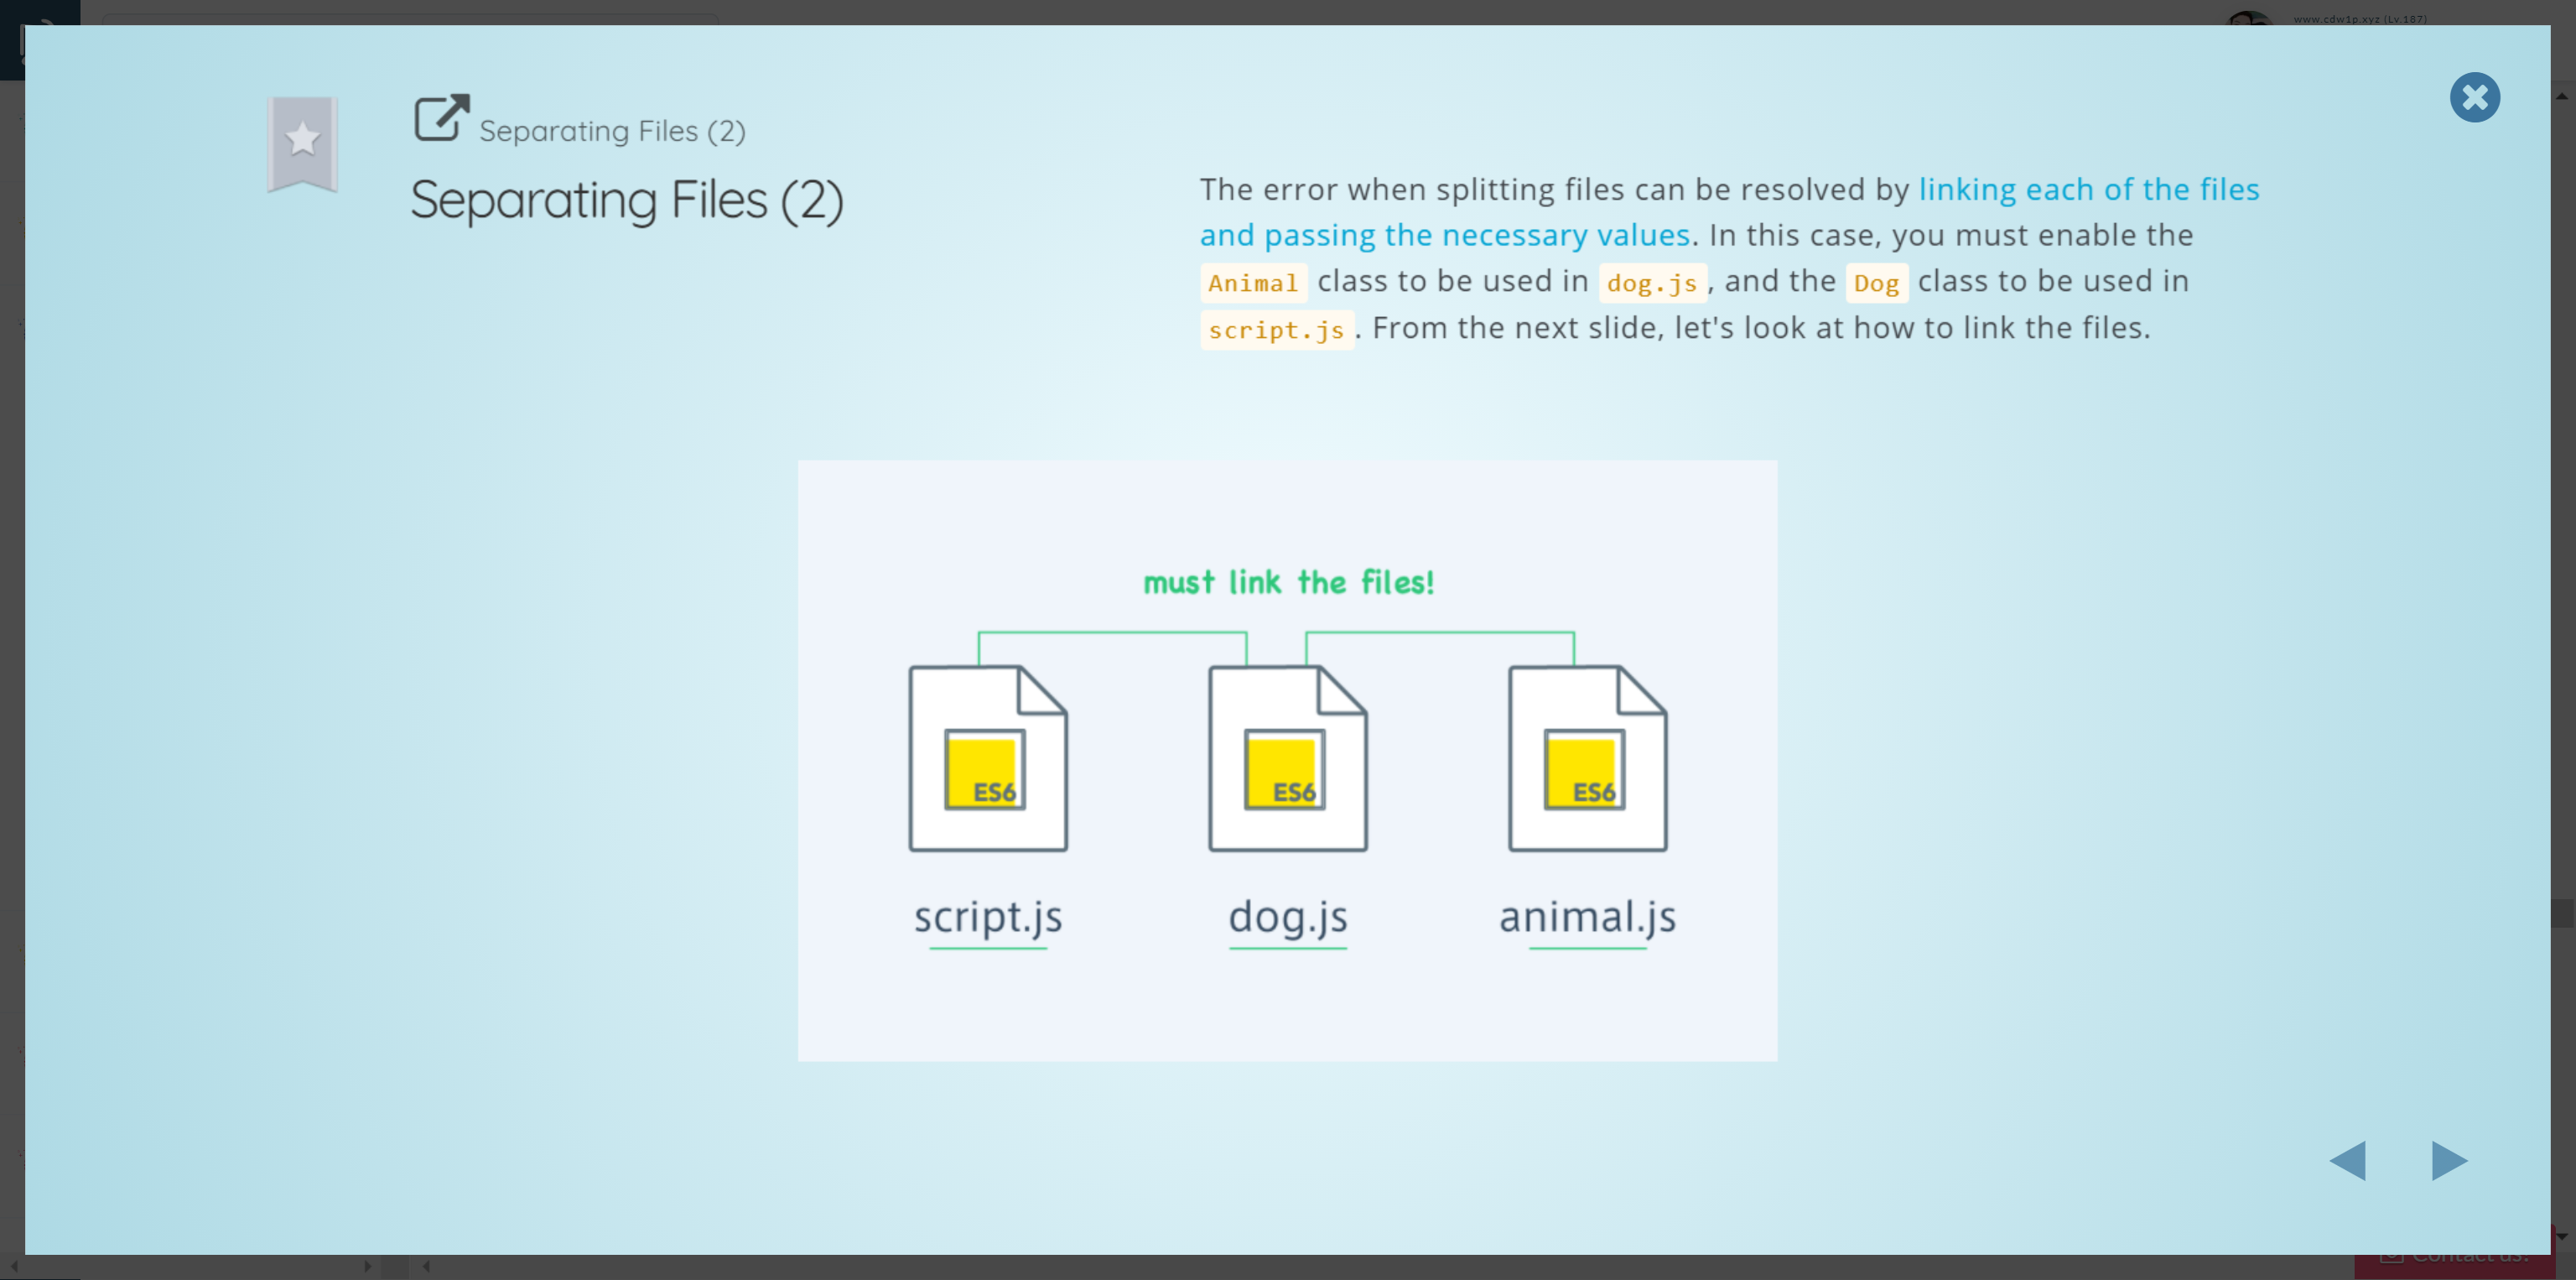 www.cdw1p.xyz (Lv.187)
Separating Files (2)
Separating Files (2)
The error when splitting files can be resolved by linking each of the files
and passing the necessary values. In this case, you must enable the
Animal class to be used in dog.js, and the Dog class to be used in
script.js. From the next slide, let's look at how to link the files.
must link the files!
ES6 ES6 ES6
script.js dog.js animal.js
Contact us!